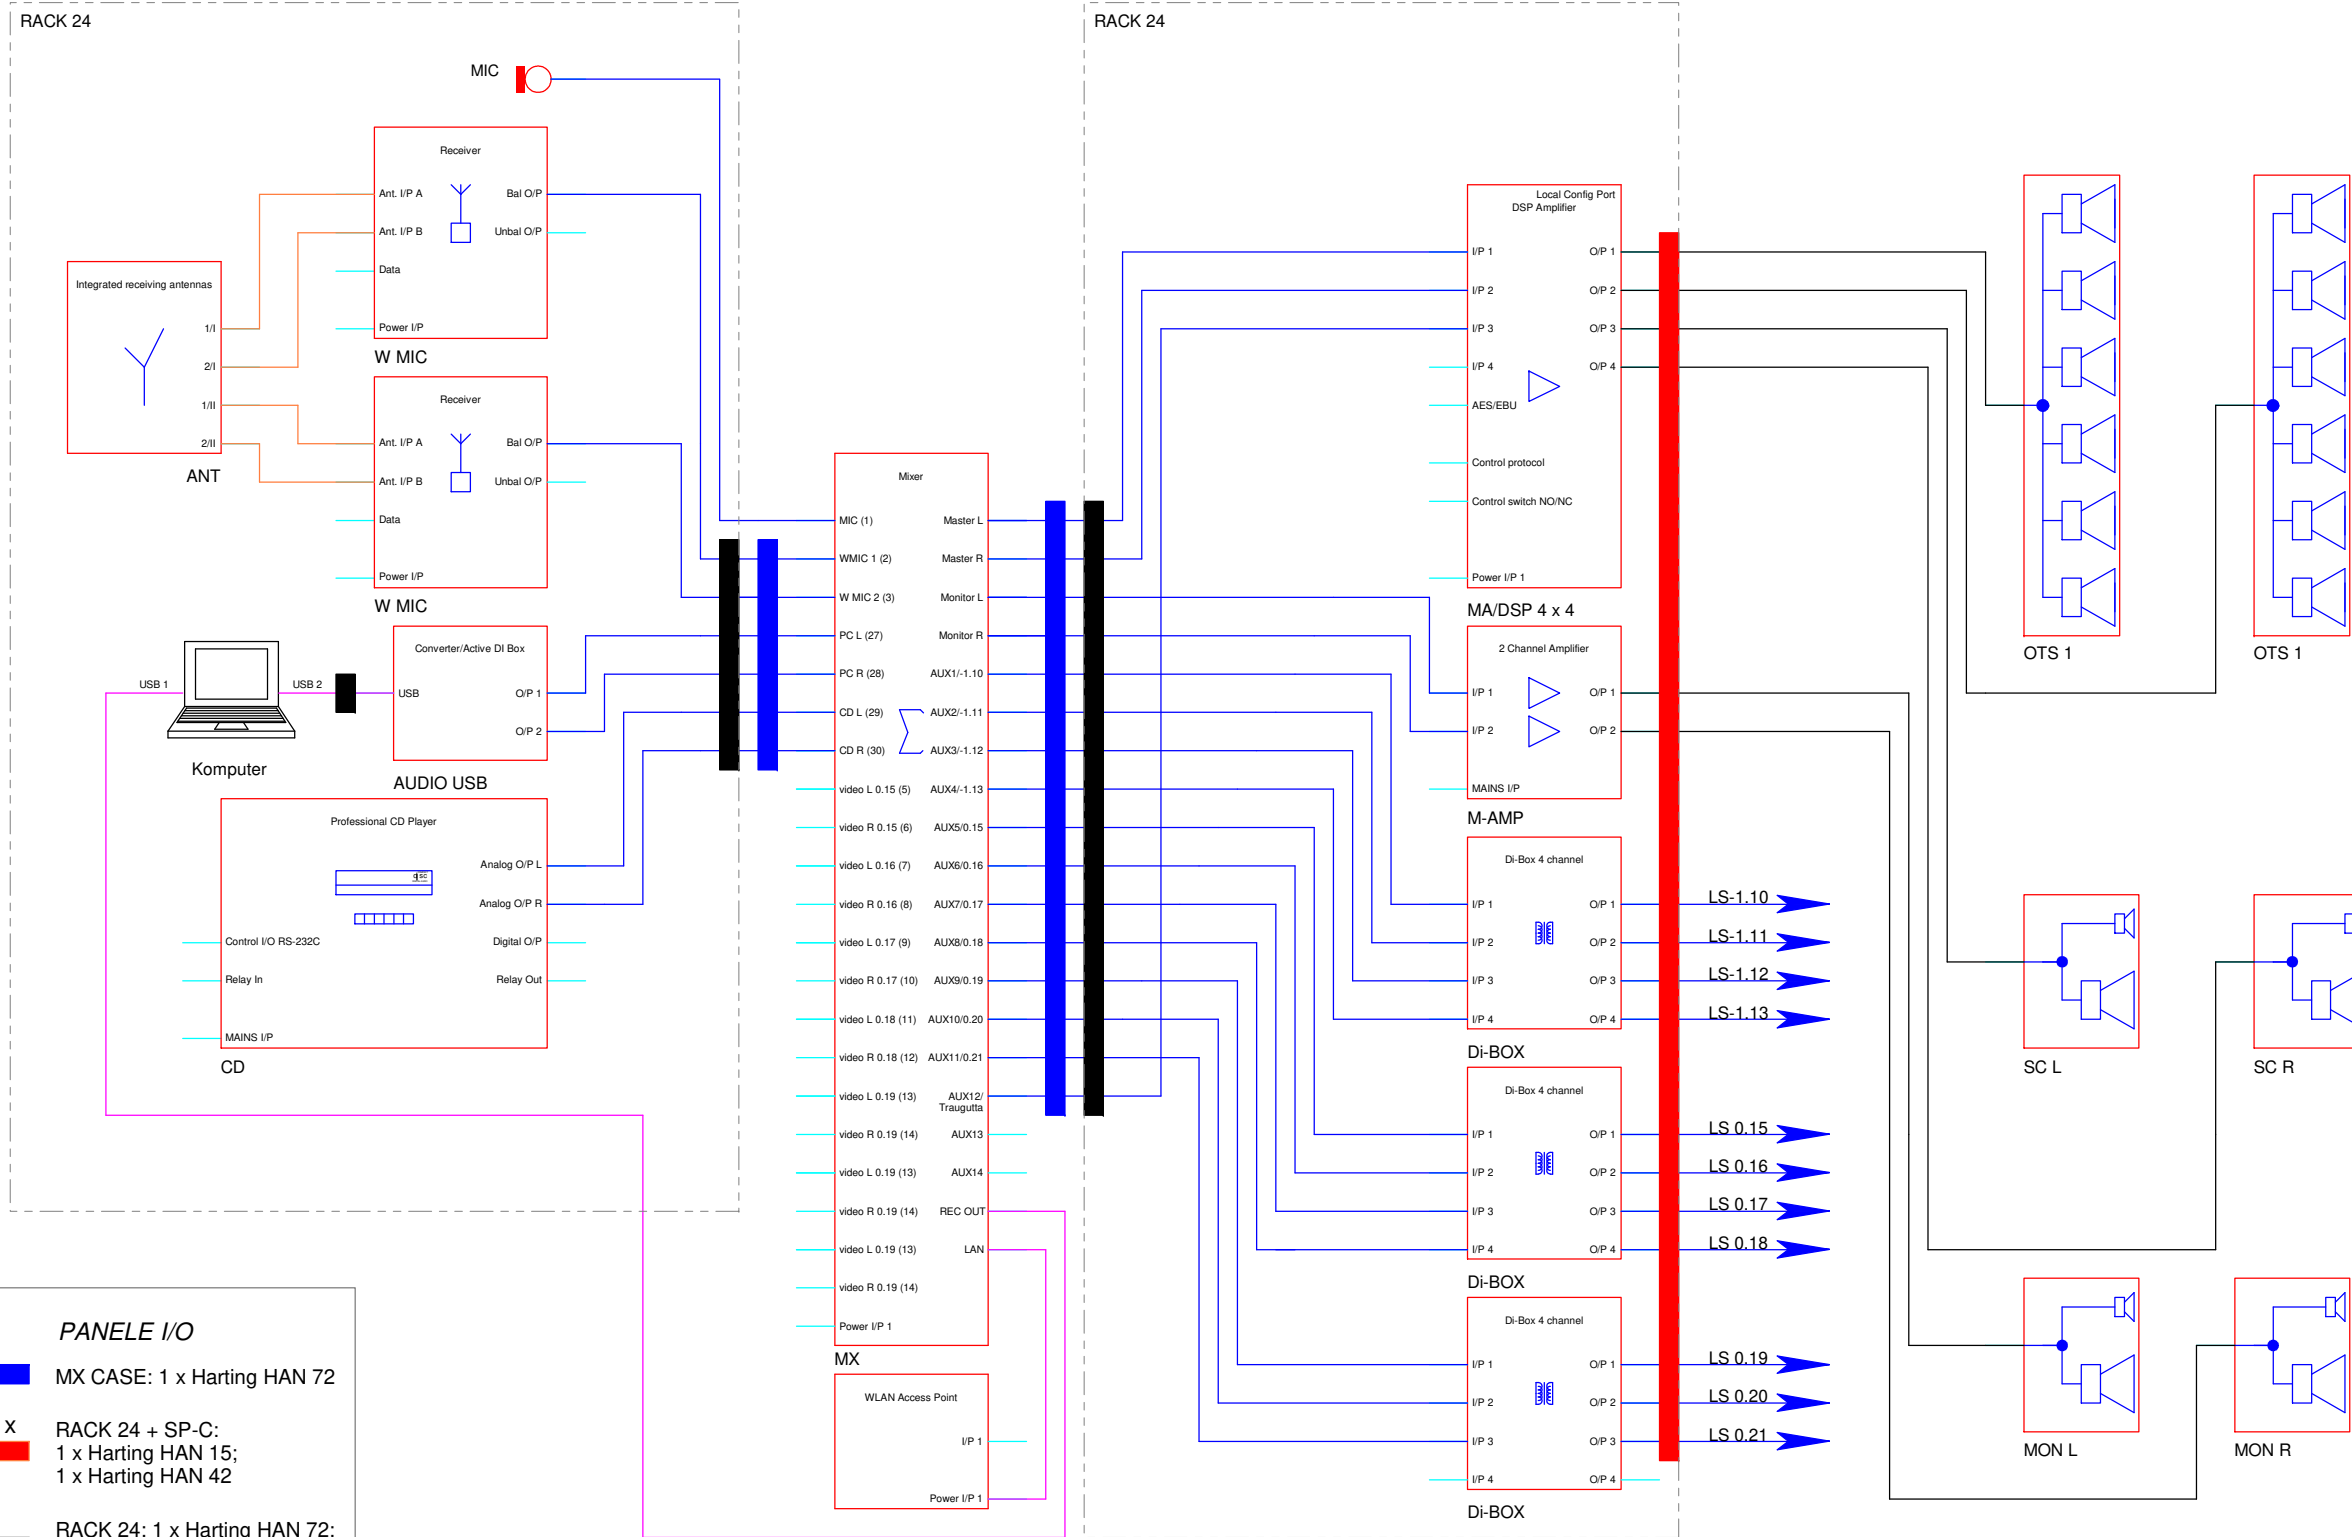 RACK 24
MIC
Receiver
Ant. I/P A
Bal O/P
Ant. I/P B
Unbal O/P
Data
Power I/P
W MIC
Integrated receiving antennas
1/I
2/I
1/II
2/II
ANT
Receiver
Ant. I/P A
Bal O/P
Ant. I/P B
Unbal O/P
Data
Power I/P
W MIC
USB 1
USB 2
Komputer
Converter/Active DI Box
USB
O/P 1
O/P 2
AUDIO USB
Professional CD Player
Analog O/P L
Analog O/P R
Control I/O RS-232C
Digital O/P
Relay In
Relay Out
MAINS I/P
CD
Mixer
MIC (1)
Master L
WMIC 1 (2)
Master R
W MIC 2 (3)
Monitor L
PC L (27)
Monitor R
PC R (28)
AUX1/-1.10
CD L (29)
AUX2/-1.11
CD R (30)
AUX3/-1.12
video L 0.15 (5)
AUX4/-1.13
video R 0.15 (6)
AUX5/0.15
video L 0.16 (7)
AUX6/0.16
video R 0.16 (8)
AUX7/0.17
video L 0.17 (9)
AUX8/0.18
video R 0.17 (10)
AUX9/0.19
video L 0.18 (11)
AUX10/0.20
video R 0.18 (12)
AUX11/0.21
video L 0.19 (13)
AUX12/
Traugutta
video R 0.19 (14)
AUX13
video L 0.19 (13)
AUX14
video R 0.19 (14)
REC OUT
video L 0.19 (13)
LAN
video R 0.19 (14)
Power I/P 1
MX
WLAN Access Point
I/P 1
Power I/P 1
RACK 24
Local Config Port
DSP Amplifier
I/P 1
O/P 1
I/P 2
O/P 2
I/P 3
O/P 3
I/P 4
O/P 4
AES/EBU
Control protocol
Control switch NO/NC
Power I/P 1
MA/DSP 4 x 4
2 Channel Amplifier
I/P 1
O/P 1
I/P 2
O/P 2
MAINS I/P
M-AMP
Di-Box 4 channel
I/P 1
O/P 1
LS-1.10
I/P 2
O/P 2
LS-1.11
I/P 3
O/P 3
LS-1.12
I/P 4
O/P 4
LS-1.13
Di-BOX
Di-Box 4 channel
I/P 1
O/P 1
LS 0.15
I/P 2
O/P 2
LS 0.16
I/P 3
O/P 3
LS 0.17
I/P 4
O/P 4
LS 0.18
Di-BOX
Di-Box 4 channel
I/P 1
O/P 1
LS 0.19
I/P 2
O/P 2
LS 0.20
I/P 3
O/P 3
LS 0.21
I/P 4
O/P 4
Di-BOX
OTS 1
OTS 1
SC L
SC R
MON L
MON R
PANELE I/O
MX CASE: 1 x Harting HAN 72
x
RACK 24 + SP-C:
1 x Harting HAN 15;
1 x Harting HAN 42
RACK 24: 1 x Harting HAN 72;